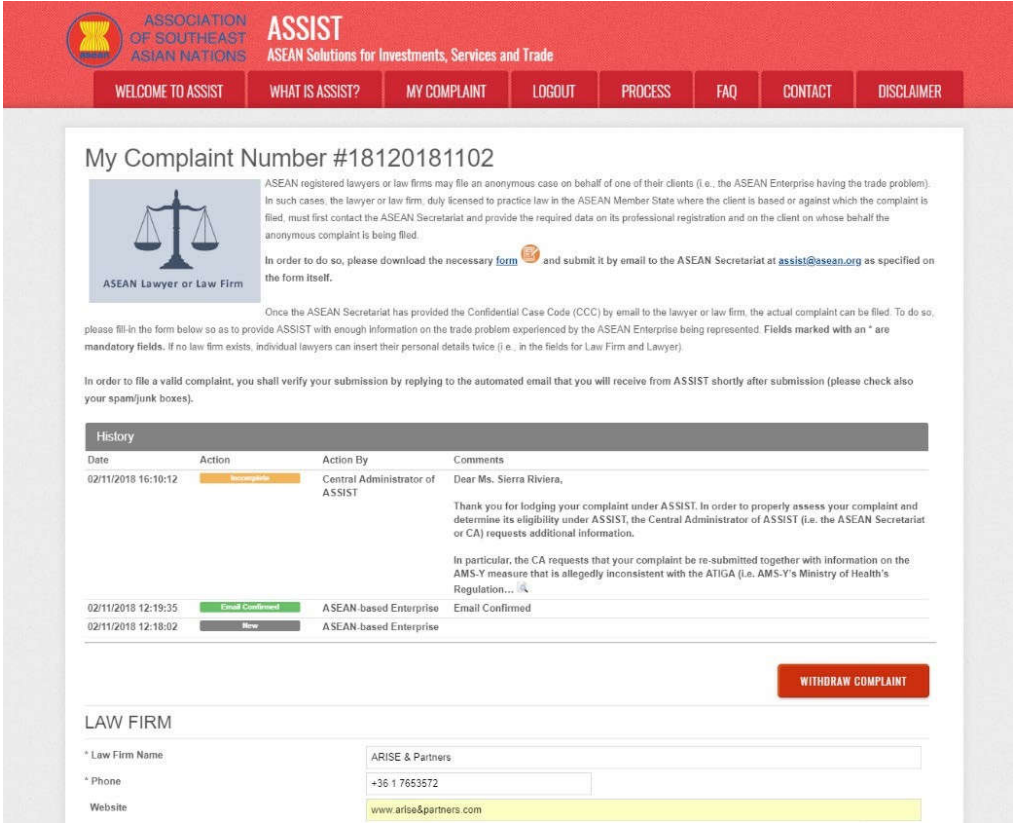 ASSOCIATION
OF SOUTHEAST
ASIAN NATIONS
ASSIST
ASEAN Solutions for Investments, Services and Trade
WELCOME TO ASSIST
WHAT IS ASSIST?
MY COMPLAINT
LOGOUT
PROCESS
FAQ
CONTACT
DISCLAIMER
My Complaint Number #18120181102
ASEAN Lawyer or Law Firm
ASEAN registered lawyers or law firms may file an anonymous case on behalf of one of their clients (i.e., the ASEAN Enterprise having the trade problem).
In such cases, the lawyer or law firm, duly licensed to practice law in the ASEAN Member State where the client is based or against which the complaint is
filed, must first contact the ASEAN Secretariat and provide the required data on its professional registration and on the client on whose behalf the
anonymous complaint is being filed.
In order to do so, please download the necessary form and submit it by email to the ASEAN Secretariat at assist@asean.org as specified on
the form itself.
Once the ASEAN Secretariat has provided the Confidential Case Code (CCC) by email to the lawyer or law firm, the actual complaint can be filed. To do so,
please fill-in the form below so as to provide ASSIST with enough information on the trade problem experienced by the ASEAN Enterprise being represented. Fields marked with an * are
mandatory fields. If no law firm exists, individual lawyers can insert their personal details twice (i.e., in the fields for Law Firm and Lawyer).
In order to file a valid complaint, you shall verify your submission by replying to the automated email that you will receive from ASSIST shortly after submission (please check also
your spam/junk boxes).
History
Date Action Action By Comments
02/11/2018 16:10:12 Incomplete Central Administrator of ASSIST Dear Ms. Sierra Riviera,
Thank you for lodging your complaint under ASSIST. In order to properly assess your complaint and
determine its eligibility under ASSIST, the Central Administrator of ASSIST (i.e. the ASEAN Secretariat
or CA) requests additional information.
In particular, the CA requests that your complaint be re-submitted together with information on the
AMS-Y measure that is allegedly inconsistent with the ATIGA (i.e. AMS-Y's Ministry of Health's
Regulation...
02/11/2018 12:19:35 Email Confirmed ASEAN-based Enterprise Email Confirmed
02/11/2018 12:18:02 New ASEAN-based Enterprise
WITHDRAW COMPLAINT
LAW FIRM
* Law Firm Name ARISE & Partners
* Phone +36 1 7653572
Website www.arise&partners.com